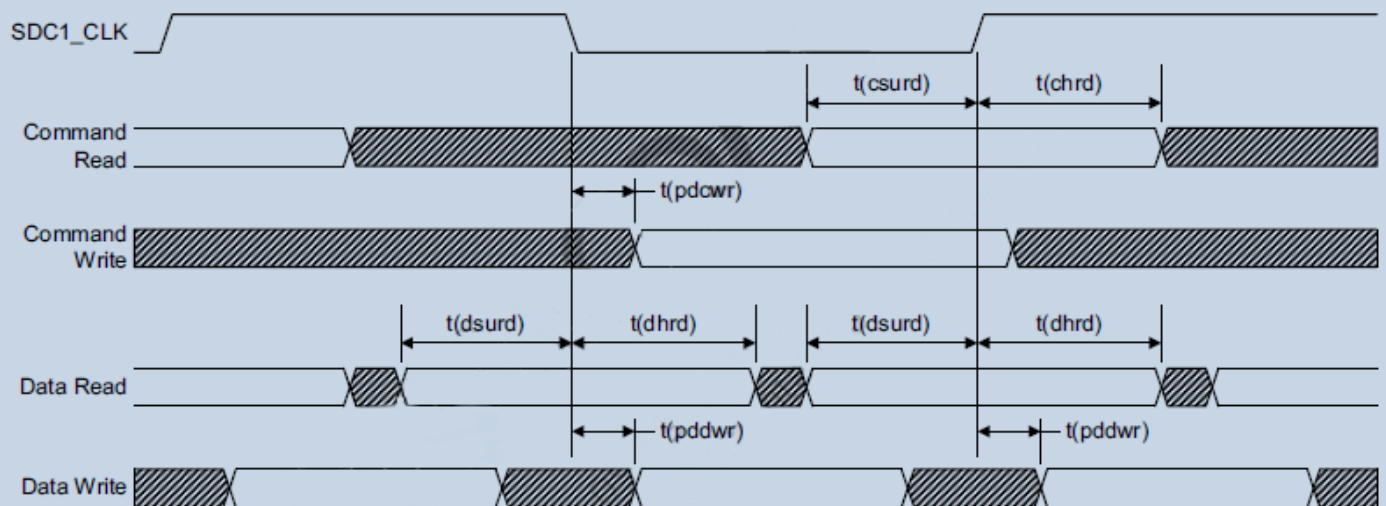 SDC1_CLK
t(csurd)
t(chrd)
Command
Read
t(pdcwr)
Command
Write
t(dsurd)
t(dhrd)
t(dsurd)
t(dhrd)
Data Read
t(pddwr)
t(pddwr)
Data Write